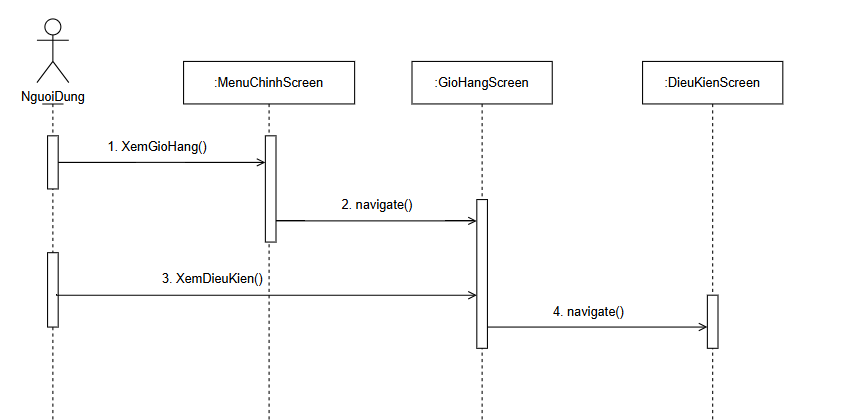 NguoiDung
:MenuChinhScreen
:GioHangScreen
:DieuKienScreen
1. XemGioHang()
2. navigate()
3. XemDieuKien()
4. navigate()